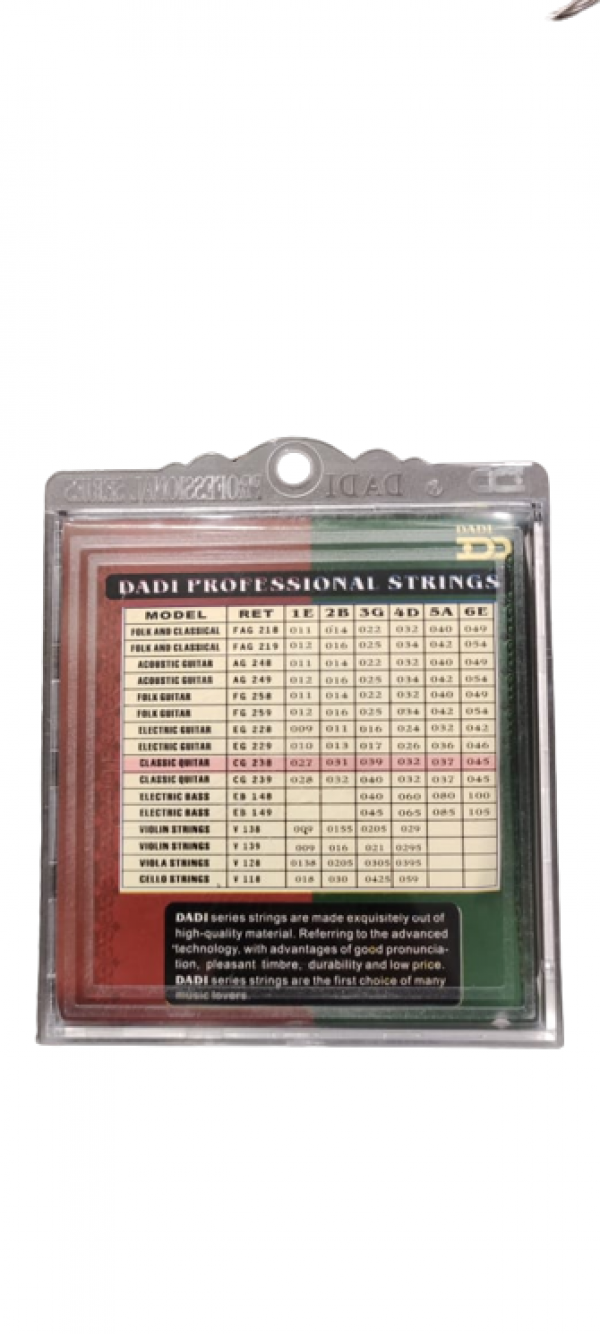 DADI
DADI PROFESSIONAL STRINGS
MODEL RET 1E 2B 3G 4D 5A 6E
FOLK AND CLASSICAL FAG 218 011 014 022 032 040 049
FOLK AND CLASSICAL FAG 219 012 016 025 034 042 054
ACOUSTIC GUITAR AG 248 011 014 022 032 040 049
ACOUSTIC GUITAR AG 249 012 016 025 034 042 054
FOLK GUITAR FG 258 011 014 022 032 040 049
FOLK GUITAR FG 259 012 016 025 034 042 054
ELECTRIC GUITAR EG 228 009 011 016 024 032 042
ELECTRIC GUITAR EG 229 010 013 017 026 036 046
CLASSIC QUITAR CG 238 027 031 039 032 037 045
CLASSIC QUITAR CG 239 028 032 040 032 037 045
ELECTRIC BASS EB 148 040 060 080 100
ELECTRIC BASS EB 149 045 065 085 105
VIOLIN STRINGS V 138 009 0155 0205 029
VIOLIN STRINGS V 139 009 016 021 0295
VIOLA STRINGS V 128 0138 0205 0305 0395
CELLO STRINGS V 118 018 030 0425 059
DADI series strings are made exquisitely out of
high-quality material. Referring to the advanced
technology, with advantages of good pronuncia-
tion, pleasant timbre, durability and low price.
DADI series strings are the first choice of many
music lovers